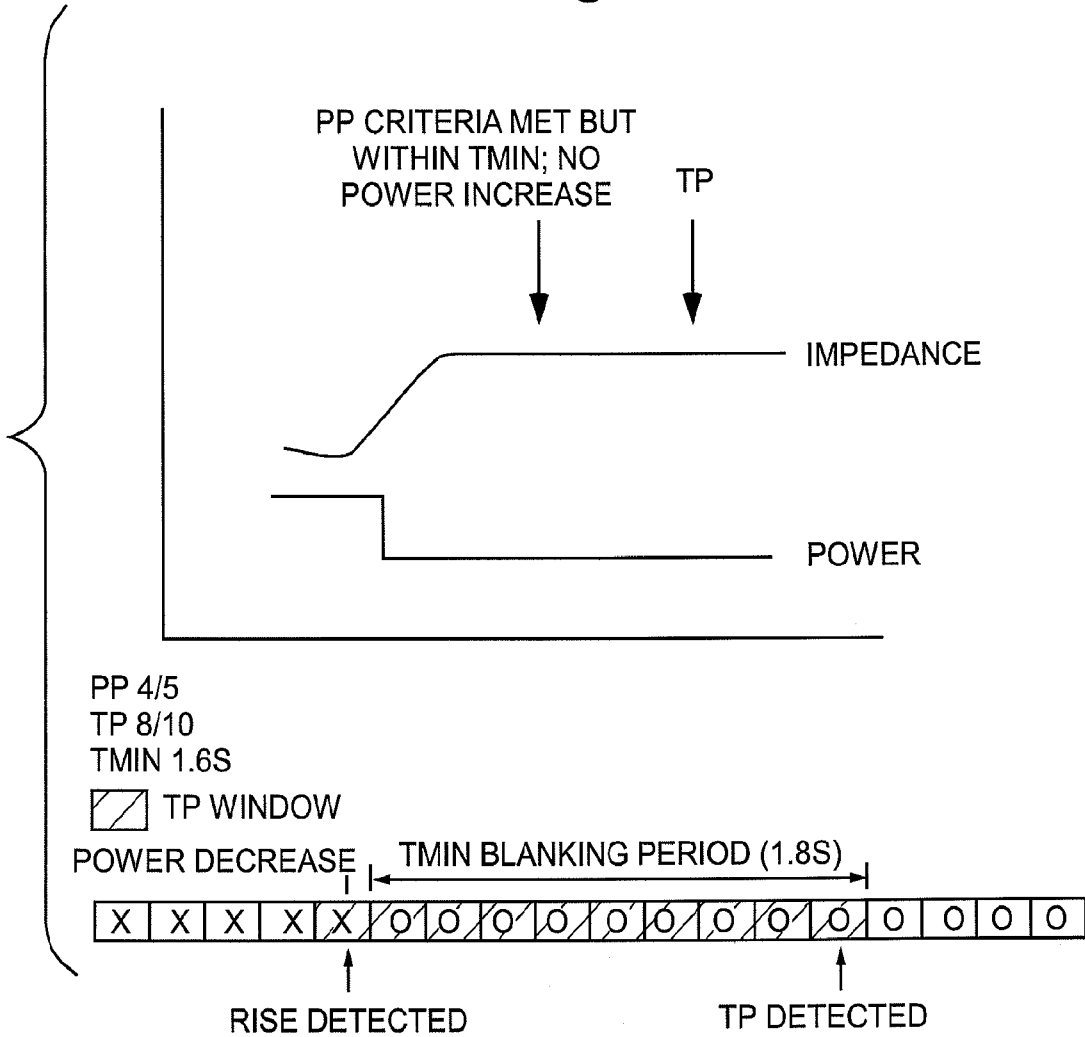 PP CRITERIA MET BUT
WITHIN TMIN; NO
POWER INCREASE
TP
IMPEDANCE
POWER
PP 4/5
TP 8/10
TMIN 1.6S
TP WINDOW
POWER DECREASE
TMIN BLANKING PERIOD (1.8S)
X X X X X O O O O O O O O O O O O O
RISE DETECTED
TP DETECTED